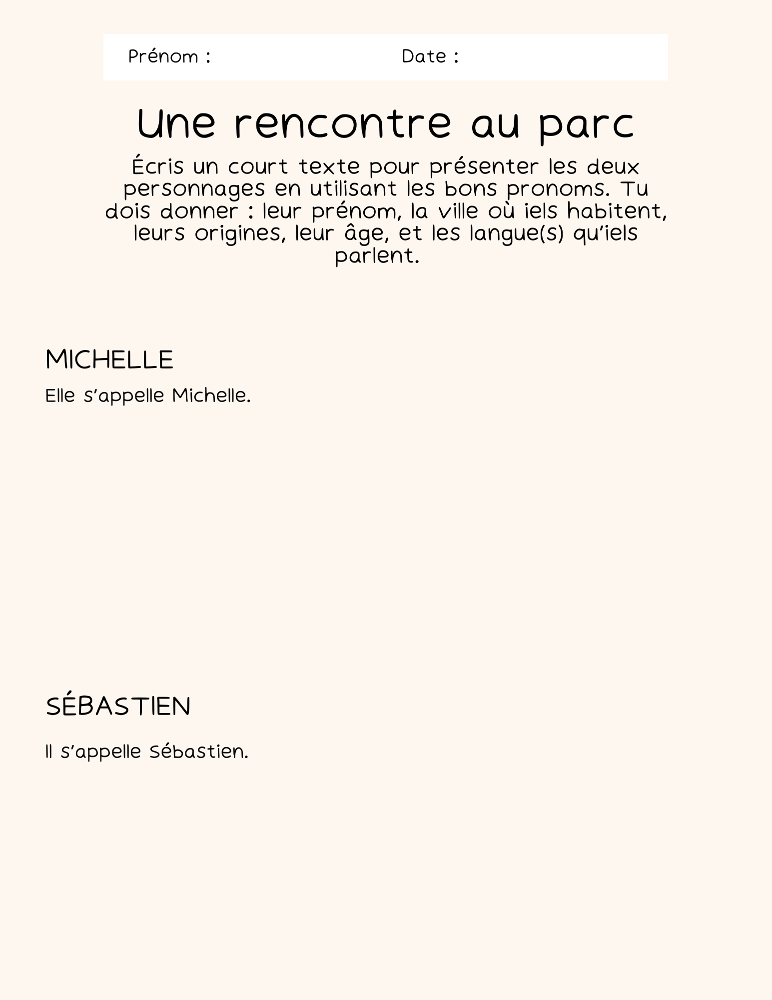 Prénom :
Date :
Une rencontre au parc
Écris un court texte pour présenter les deux
personnages en utilisant les bons pronoms. Tu
dois donner : leur prénom, la ville où iels habitent,
leurs origines, leur âge, et les langue(s) qu'iels
parlent.
MICHELLE
Elle s'appelle Michelle.
SÉBASTIEN
Il s'appelle Sébastien.